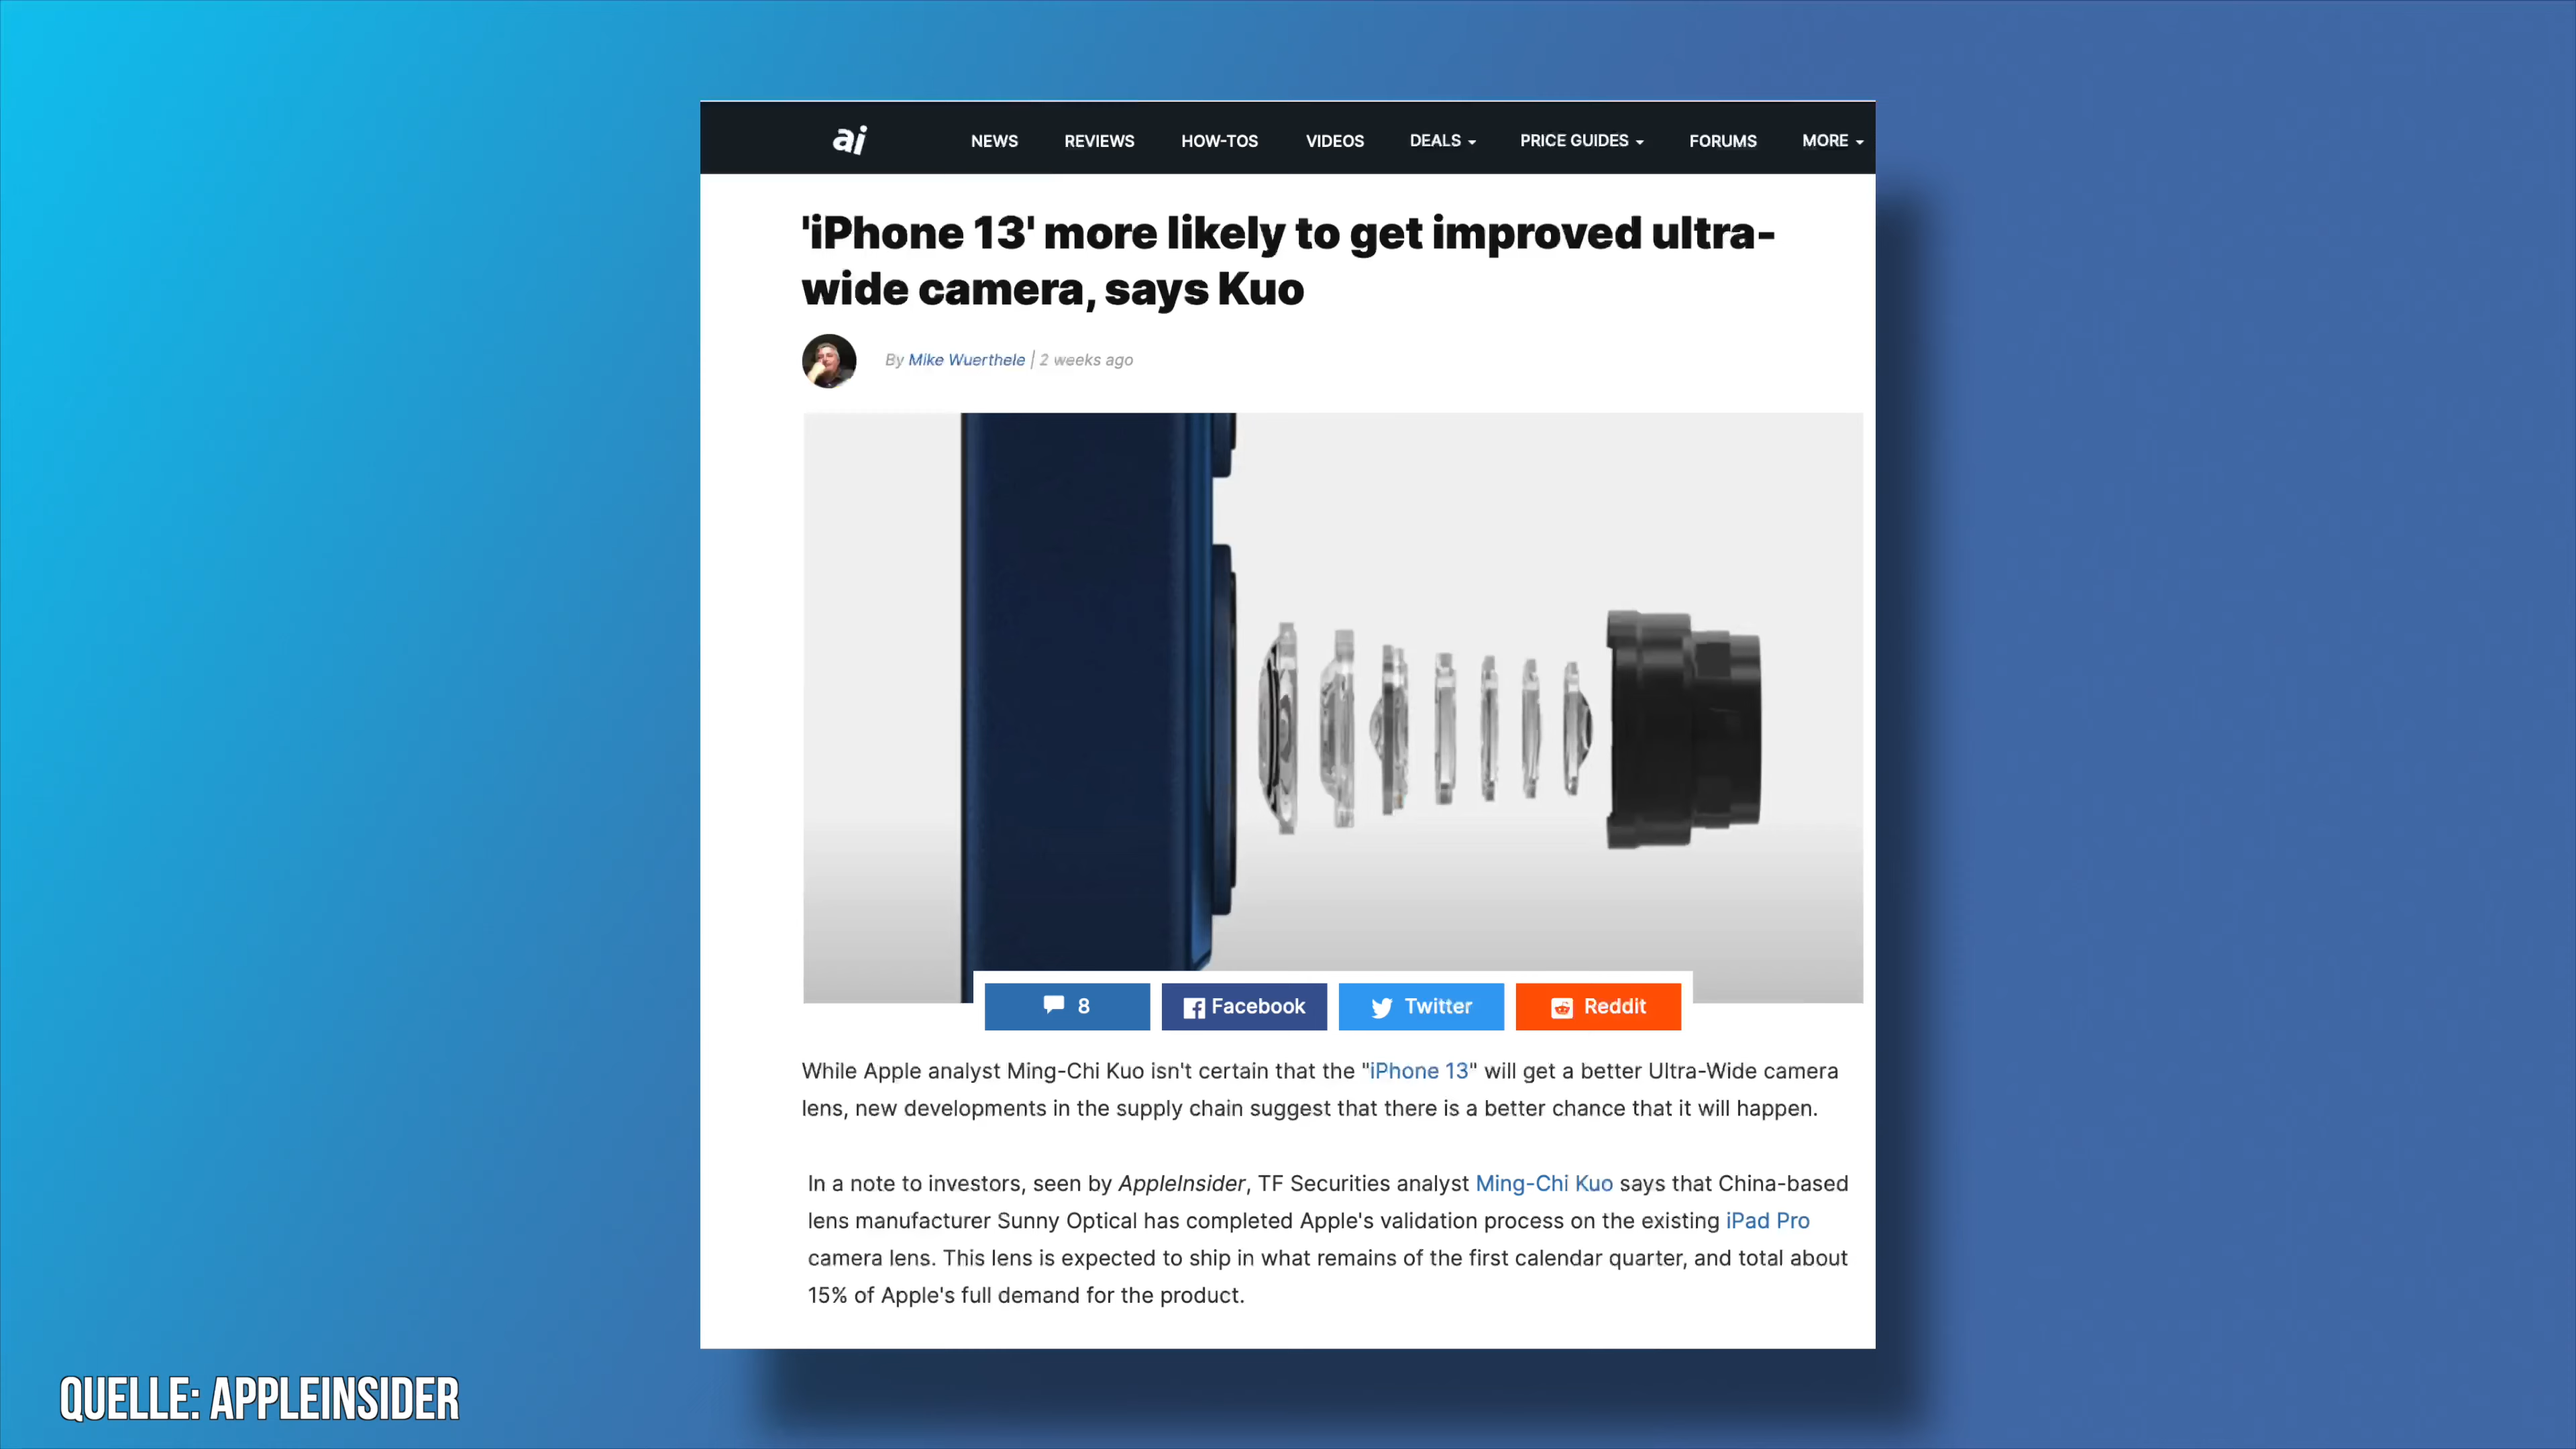 ai NEWS REVIEWS HOW-TOS VIDEOS DEALS PRICE GUIDES FORUMS MORE
'iPhone 13' more likely to get improved ultra-
wide camera, says Kuo
By Mike Wuerthele | 2 weeks ago
8 Facebook Twitter Reddit
While Apple analyst Ming-Chi Kuo isn't certain that the "iPhone 13" will get a better Ultra-Wide camera
lens, new developments in the supply chain suggest that there is a better chance that it will happen.
In a note to investors, seen by AppleInsider, TF Securities analyst Ming-Chi Kuo says that China-based
lens manufacturer Sunny Optical has completed Apple's validation process on the existing iPad Pro
camera lens. This lens is expected to ship in what remains of the first calendar quarter, and total about
15% of Apple's full demand for the product.
QUELLE: APPLEINSIDER